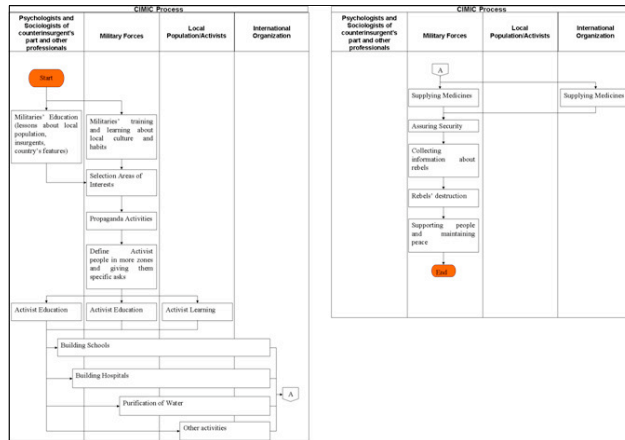 CIMIC Process
Psychologists and
Sociologists of
counterinsurgent's
part and other
professionals
Military Forces
Local
Population/Activists
International
Organization
Start
Militaries' Education
(lessons about local
population,
insurgents,
country's features)
Militaries' training
and learning about
local culture and
habits
Selection Areas of
Interests
Propaganda Activities
Define Activist
people in more zones
and giving them
specific asks
Activist Education
Activist Education
Activist Learning
Building Schools
Building Hospitals
A
Purification of Water
Other activities
CIMIC Process
Psychologists and
Sociologists of
counterinsurgent's
part and other
professionals
Military Forces
Local
Population/Activists
International
Organization
A
Supplying Medicines
Supplying Medicines
Assuring Security
Collecting
information about
rebels
Rebels' destruction
Supporting people
and maintaining
peace
End